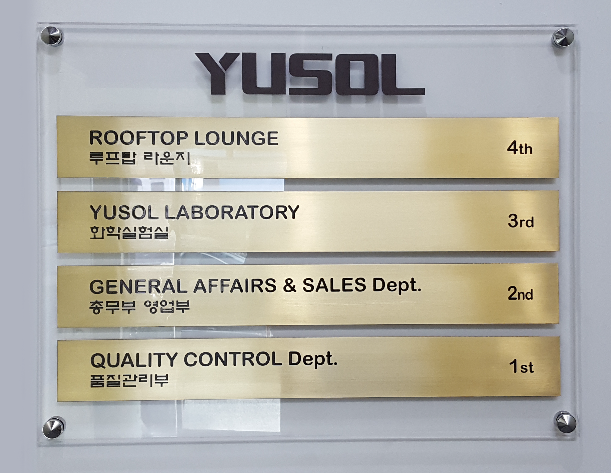 YUSOL
ROOFTOP LOUNGE
루프탑 라운지
4th
YUSOL LABORATORY
화학실험실
3rd
GENERAL AFFAIRS & SALES Dept.
총무부 영업부
2nd
QUALITY CONTROL Dept.
품질관리부
1st